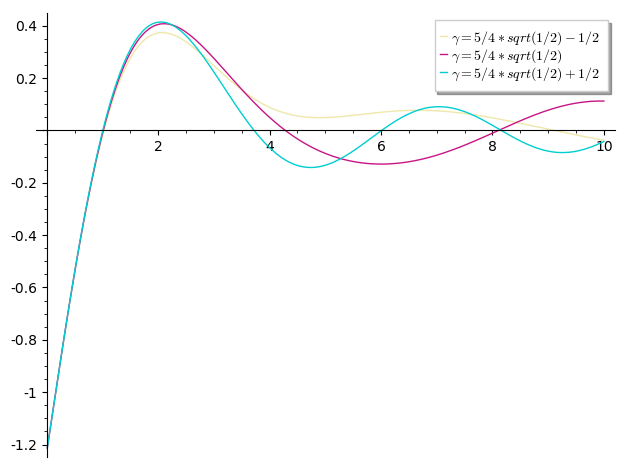 0.4
γ = 5/4 * sqrt(1/2) − 1/2
γ = 5/4 * sqrt(1/2)
γ = 5/4 * sqrt(1/2) + 1/2
0.2
2 4 6 8 10
-0.2
-0.4
-0.6
-0.8
-1
-1.2